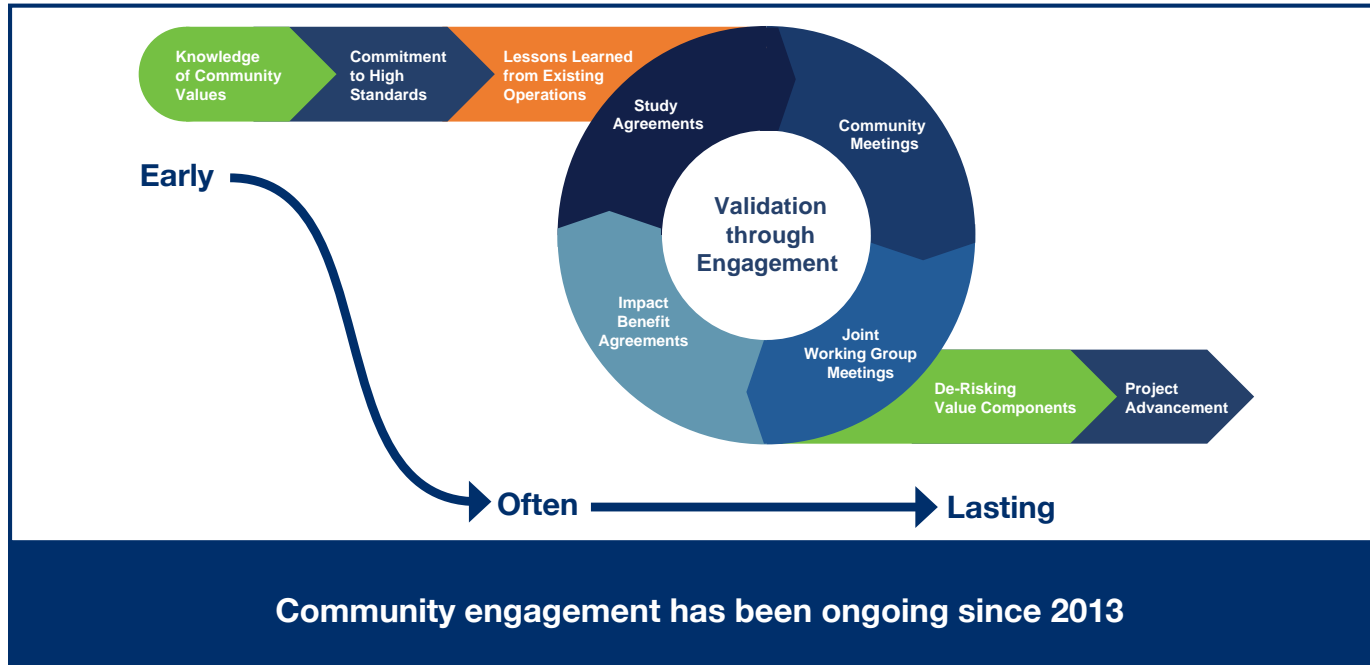 Knowledge
of Community
Values
Commitment
to High
Standards
Lessons Learned
from Existing
Operations
Study
Agreements
Community
Meetings
Validation
through
Engagement
Impact
Benefit
Agreements
Joint
Working Group
Meetings
De-Risking
Value Components
Project
Advancement
Early
Often
Lasting
Community engagement has been ongoing since 2013